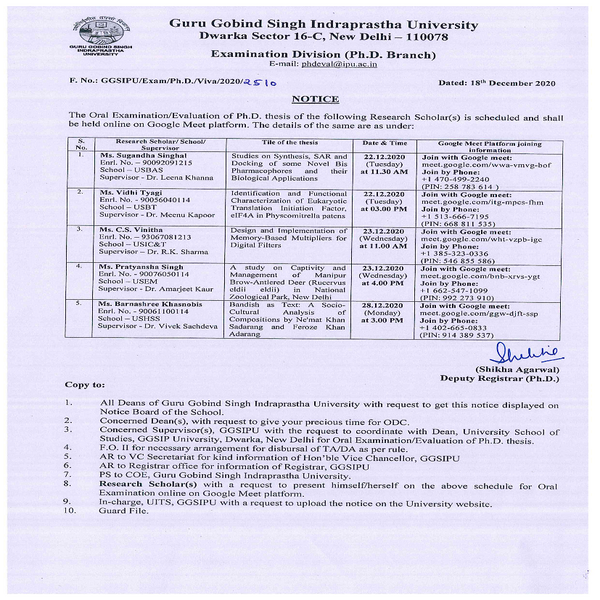 GURU GOBIND SINGH
INDRAPRASTHA
UNIVERSITY
Guru Gobind Singh Indraprastha University
Dwarka Sector 16-C, New Delhi – 110078
Examination Division (Ph.D. Branch)
E-mail: phdeval@ipu.ac.in
F. No.: GGSIPU/Exam/Ph.D./Viva/2020/2510
Dated: 18th December 2020
NOTICE
The Oral Examination/Evaluation of Ph.D. thesis of the following Research Scholar(s) is scheduled and shall
be held online on Google Meet platform. The details of the same are as under:
S. No.
Research Scholar/ School/ Supervisor
Tile of the thesis
Date & Time
Google Meet Platform joining information
1.
Ms. Sugandha Singhal
Enrl. No. – 90092091215
School – USBAS
Supervisor - Dr. Leena Khanna
Studies on Synthesis, SAR and
Docking of some Novel Bis
Pharmacophores and their
Biological Applications
22.12.2020
(Tuesday)
at 11.30 AM
Join with Google meet:
meet.google.com/wwa-vmvg-bof
Join by Phone:
+1 470-499-2240
(PIN: 258 783 614 )
2.
Ms. Vidhi Tyagi
Enrl. No. - 90056040114
School – USBT
Supervisor - Dr. Meenu Kapoor
Identification and Functional
Characterization of Eukaryotic
Translation Initiation Factor,
eIF4A in Physcomitrella patens
22.12.2020
(Tuesday)
at 03.00 PM
Join with Google meet:
meet.google.com/itg-mpcs-fhm
Join by Phone:
+1 513-666-7195
(PIN: 668 811 535)
3.
Ms. C.S. Vinitha
Enrl. No. – 93067081213
School – USIC&T
Supervisor – Dr. R.K. Sharma
Design and Implementation of
Memory-Based Multipliers for
Digital Filters
23.12.2020
(Wednesday)
at 11.00 AM
Join with Google meet:
meet.google.com/wht-vzpb-ige
Join by Phone:
+1 385-323-0336
(PIN: 546 855 586)
4.
Ms. Pratyansha Singh
Enrl. No. - 90076050114
School – USEM
Supervisor - Dr. Amarjeet Kaur
A study on Captivity and
Management of Manipur
Brow-Antlered Deer (Rucervus
eldii eldii) in National
Zoological Park, New Delhi
23.12.2020
(Wednesday)
at 4.00 PM
Join with Google meet:
meet.google.com/bnb-xrvs-ygt
Join by Phone:
+1 662-547-1099
(PIN: 992 273 910)
5.
Ms. Barnashree Khasnobis
Enrl. No. - 90061100114
School – USHSS
Supervisor - Dr. Vivek Sachdeva
Bandish as Text: A Socio-
Cultural Analysis of
Compositions by Ne'mat Khan
Sadarang and Feroze Khan
Adarang
28.12.2020
(Monday)
at 3.00 PM
Join with Google meet:
meet.google.com/ggw-djft-ssp
Join by Phone:
+1 402-665-0833
(PIN: 914 389 537)
(Shikha Agarwal)
Deputy Registrar (Ph.D.)
Copy to:
1. All Deans of Guru Gobind Singh Indraprastha University with request to get this notice displayed on
Notice Board of the School.
2. Concerned Dean(s), with request to give your precious time for ODC.
3. Concerned Supervisor(s), GGSIPU with the request to coordinate with Dean, University School of
Studies, GGSIP University, Dwarka, New Delhi for Oral Examination/Evaluation of Ph.D. thesis.
4. F.O. II for necessary arrangement for disbursal of TA/DA as per rule.
5. AR to VC Secretariat for kind information of Hon'ble Vice Chancellor, GGSIPU
6. AR to Registrar office for information of Registrar, GGSIPU
7. PS to COE, Guru Gobind Singh Indraprastha University.
8. Research Scholar(s) with a request to present himself/herself on the above schedule for Oral
Examination online on Google Meet platform.
9. In-charge, UITS, GGSIPU with a request to upload the notice on the University website.
10. Guard File.